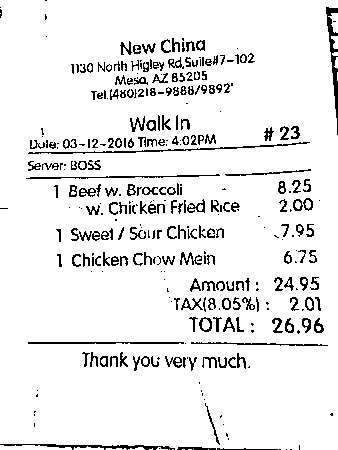 New China
1130 North Higley Rd,Suite#7-102
Mesa, AZ 85205
Tel.(480)218-9888/9892
Walk In
# 23
Date: 03-12-2016 Time: 4:02PM
Server: BOSS
1 Beef w. Broccoli 8.25
w. Chicken Fried Rice 2.00
1 Sweet / Sour Chicken 7.95
1 Chicken Chow Mein 6.75
Amount : 24.95
TAX(8.05%) : 2.01
TOTAL : 26.96
Thank you very much.